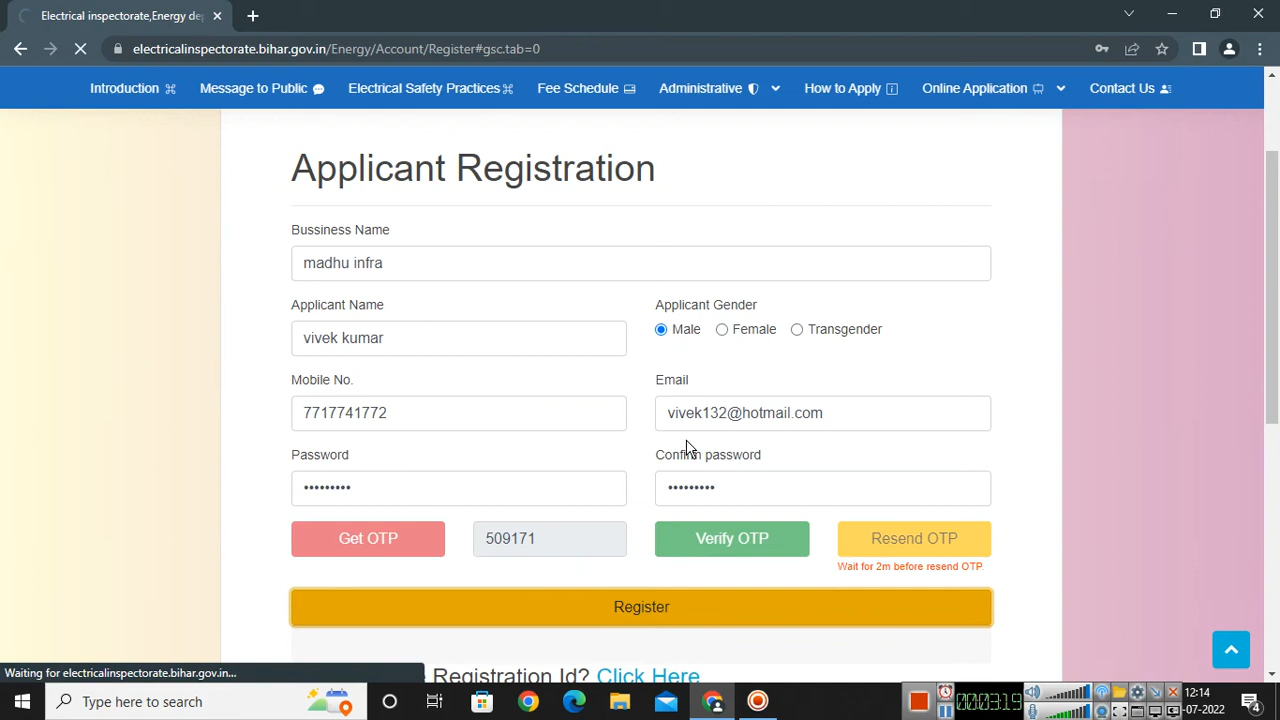 Electrical inspectorate,Energy de
electricalinspectorate.bihar.gov.in/Energy/Account/Register#gsc.tab=0
Introduction Message to Public Electrical Safety Practices Fee Schedule Administrative How to Apply Online Application Contact Us
Applicant Registration
Bussiness Name
madhu infra
Applicant Name Applicant Gender
vivek kumar Male Female Transgender
Mobile No. Email
7717741772 vivek132@hotmail.com
Password Confirm password
••••••••• •••••••••
Get OTP 509171 Verify OTP Resend OTP
Wait for 2m before resend OTP.
Register
Registration Id? Click Here
Waiting for electricalinspectorate.bihar.gov.in...
Type here to search 00:03:19 12:14
-07-2022 4